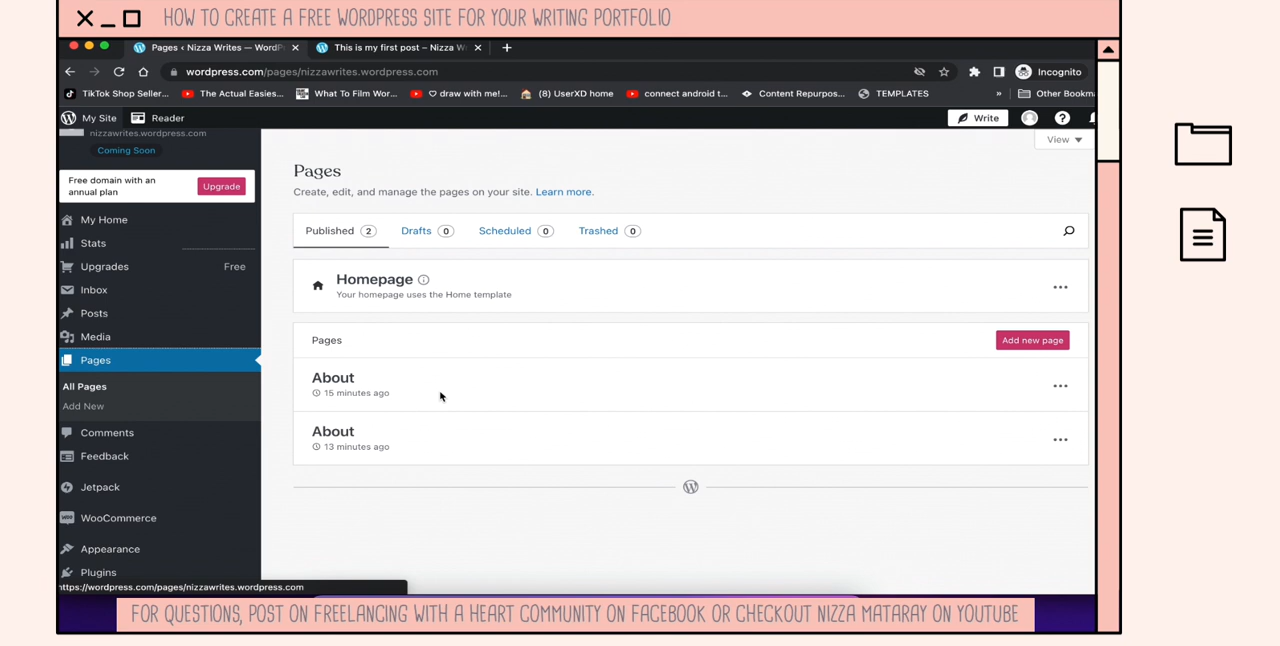 HOW TO CREATE A FREE WORDPRESS SITE FOR YOUR WRITING PORTFOLIO
Pages ‹ Nizza Writes — WordP
This is my first post – Nizza W
wordpress.com/pages/nizzawrites.wordpress.com
Incognito
TikTok Shop Seller...
The Actual Easies...
What To Film Wor...
♡ draw with me!...
(8) UserXD home
connect android t...
Content Repurpos...
TEMPLATES
»
Other Bookma
My Site
Reader
Write
nizzawrites.wordpress.com
Coming Soon
View
Free domain with an
annual plan
Upgrade
My Home
Stats
Upgrades
Free
Inbox
Posts
Media
Pages
All Pages
Add New
Comments
Feedback
Jetpack
WooCommerce
Appearance
Plugins
https://wordpress.com/pages/nizzawrites.wordpress.com
Pages
Create, edit, and manage the pages on your site. Learn more.
Published 2
Drafts 0
Scheduled 0
Trashed 0
Homepage
Your homepage uses the Home template
Pages
Add new page
About
15 minutes ago
About
13 minutes ago
FOR QUESTIONS, POST ON FREELANCING WITH A HEART COMMUNITY ON FACEBOOK OR CHECKOUT NIZZA MATARAY ON YOUTUBE